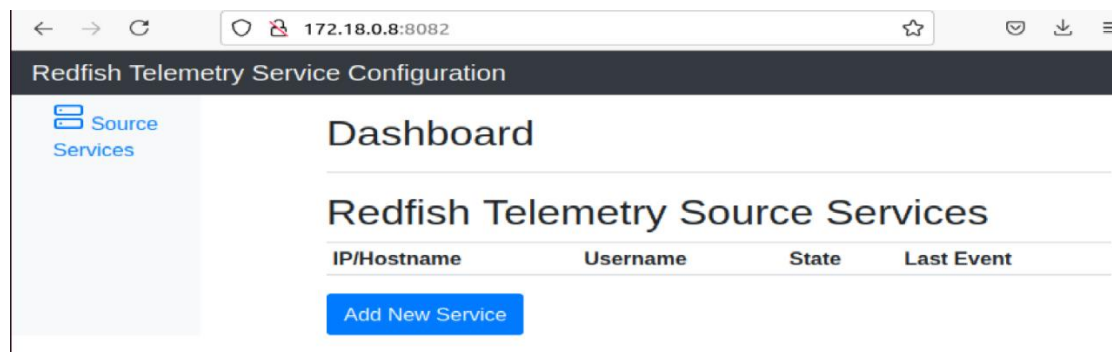 172.18.0.8:8082
Redfish Telemetry Service Configuration
Source
Services
Dashboard
Redfish Telemetry Source Services
IP/Hostname Username State Last Event
Add New Service